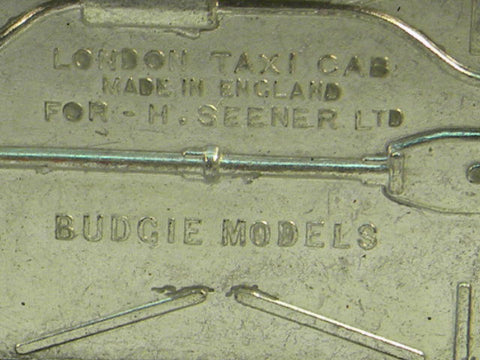 LONDON TAXI CAB
MADE IN ENGLAND
FOR - H. SEENER LTD
BUDGIE MODELS